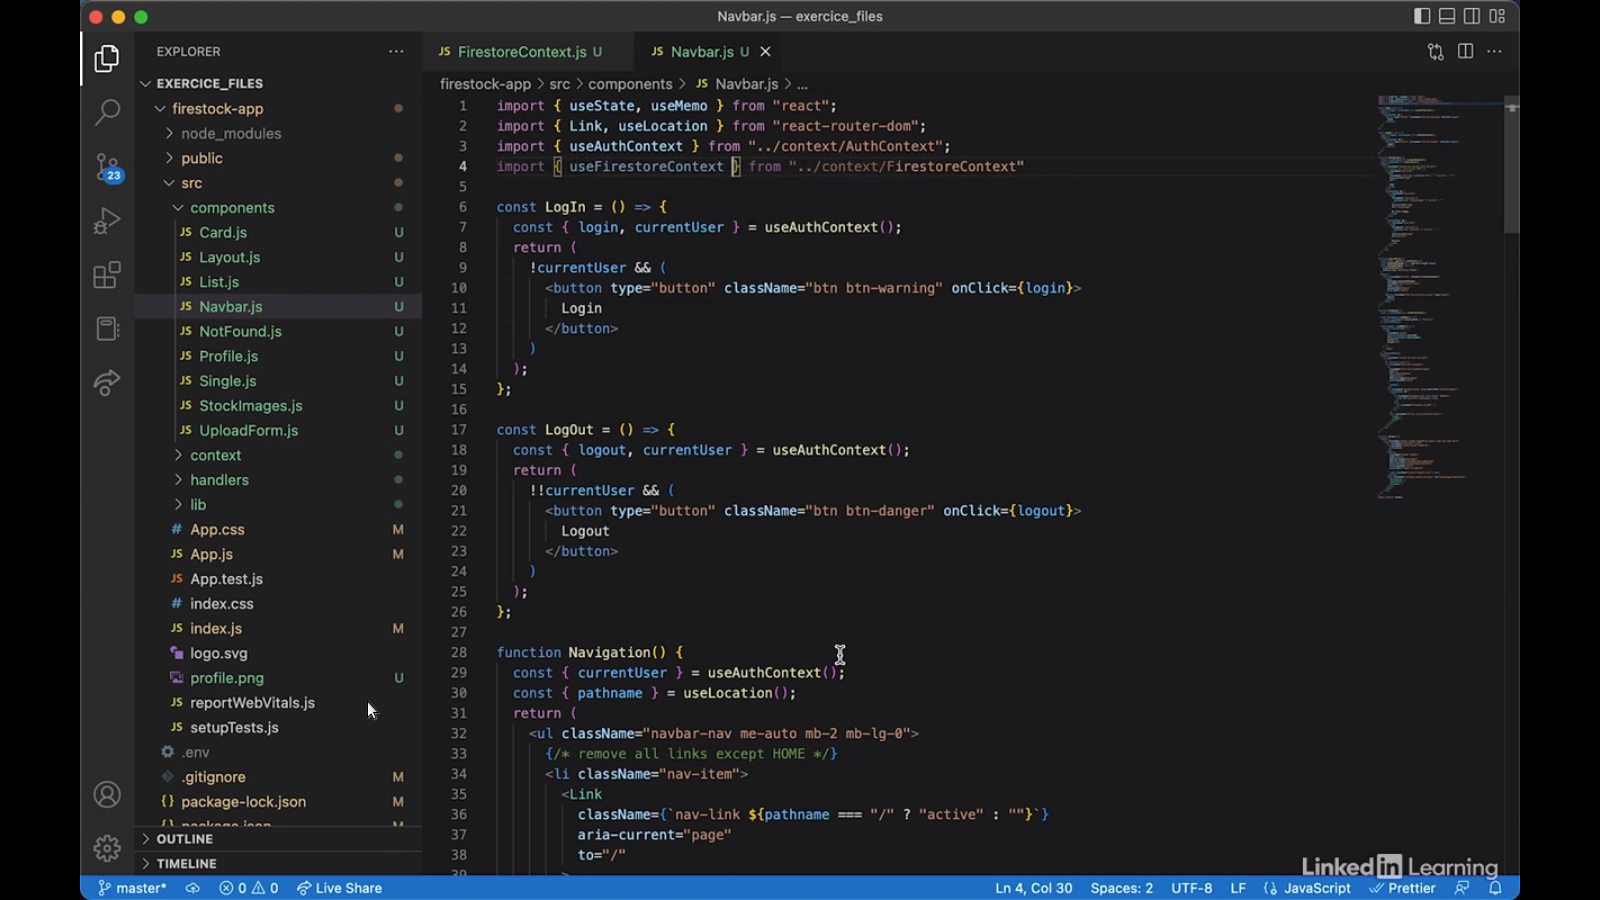 Navbar.js — exercice_files
EXPLORER
EXERCICE_FILES
firestock-app
node_modules
public
src
components
JS Card.js U
JS Layout.js U
JS List.js U
JS Navbar.js U
JS NotFound.js U
JS Profile.js U
JS Single.js U
JS StockImages.js U
JS UploadForm.js U
context
handlers
lib
# App.css M
JS App.js M
JS App.test.js
# index.css
JS index.js M
logo.svg
profile.png U
JS reportWebVitals.js
JS setupTests.js
.env
.gitignore M
{} package-lock.json M
OUTLINE
TIMELINE
23
JS FirestoreContext.js U
JS Navbar.js U
firestock-app > src > components > JS Navbar.js > ...
1 import { useState, useMemo } from "react";
2 import { Link, useLocation } from "react-router-dom";
3 import { useAuthContext } from "../context/AuthContext";
4 import { useFirestoreContext } from "../context/FirestoreContext"
5
6 const LogIn = () => {
7 const { login, currentUser } = useAuthContext();
8 return (
9 !currentUser && (
10 <button type="button" className="btn btn-warning" onClick={login}>
11 Login
12 </button>
13 )
14 );
15 };
16
17 const LogOut = () => {
18 const { logout, currentUser } = useAuthContext();
19 return (
20 !!currentUser && (
21 <button type="button" className="btn btn-danger" onClick={logout}>
22 Logout
23 </button>
24 )
25 );
26 };
27
28 function Navigation() {
29 const { currentUser } = useAuthContext();
30 const { pathname } = useLocation();
31 return (
32 <ul className="navbar-nav me-auto mb-2 mb-lg-0">
33 {/* remove all links except HOME */}
34 <li className="nav-item">
35 <Link
36 className={`nav-link ${pathname === "/" ? "active" : ""}`}
37 aria-current="page"
38 to="/"
LinkedIn Learning
master* 0 0 Live Share
Ln 4, Col 30 Spaces: 2 UTF-8 LF {} JavaScript Prettier